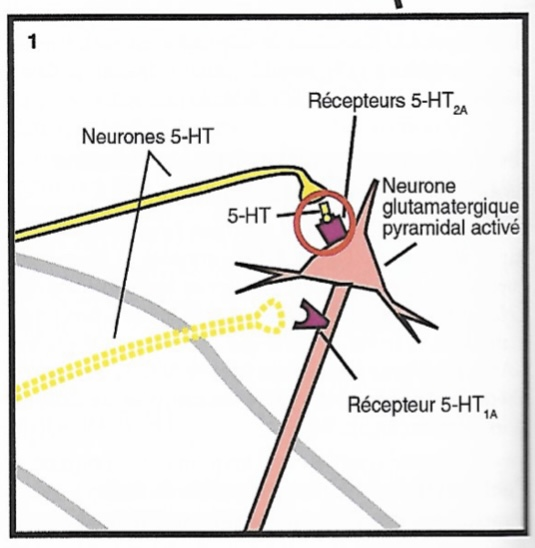 1
Récepteurs 5-HT2A
Neurones 5-HT
5-HT
Neurone
glutamatergique
pyramidal activé
Récepteur 5-HT1A